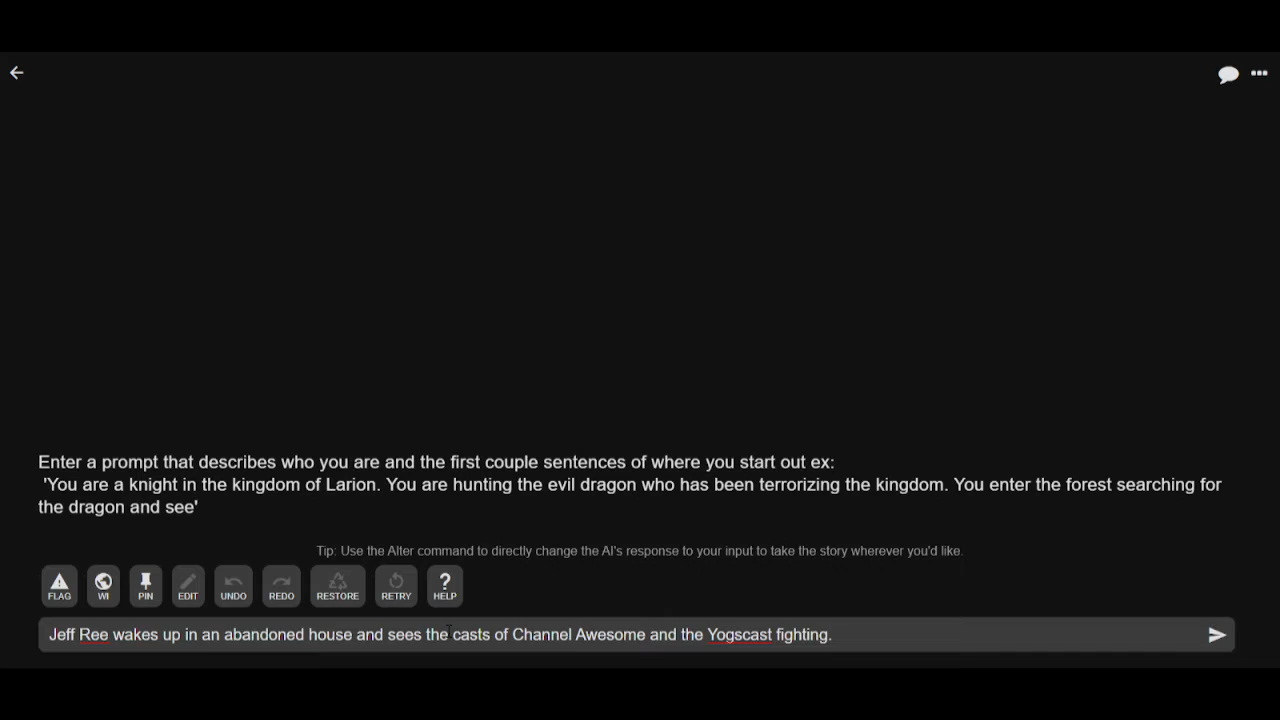 Enter a prompt that describes who you are and the first couple sentences of where you start out ex:
'You are a knight in the kingdom of Larion. You are hunting the evil dragon who has been terrorizing the kingdom. You enter the forest searching for
the dragon and see'
Tip: Use the Alter command to directly change the AI's response to your input to take the story wherever you'd like.
FLAG WI PIN EDIT UNDO REDO RESTORE RETRY HELP
Jeff Ree wakes up in an abandoned house and sees the casts of Channel Awesome and the Yogscast fighting.